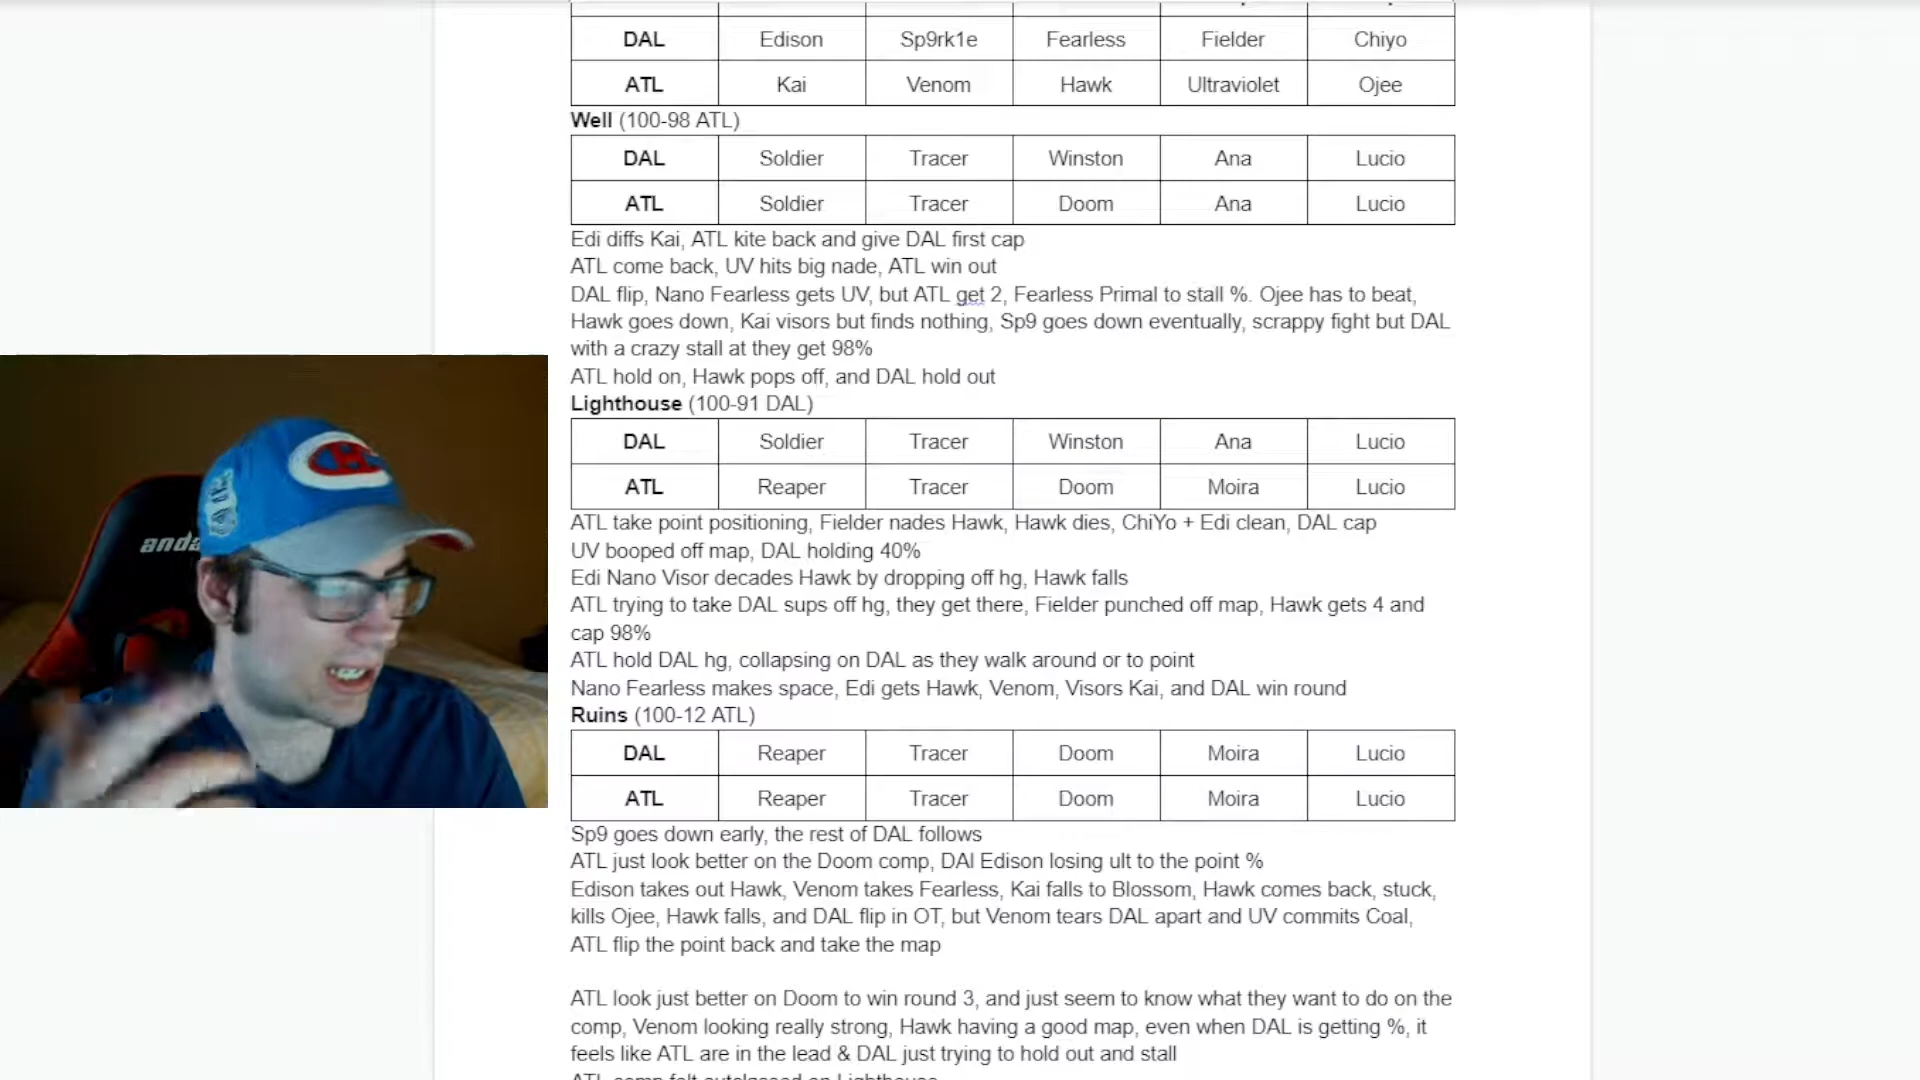 DAL Edison Sp9rk1e Fearless Fielder Chiyo
ATL Kai Venom Hawk Ultraviolet Ojee
Well (100-98 ATL)
DAL Soldier Tracer Winston Ana Lucio
ATL Soldier Tracer Doom Ana Lucio
Edi diffs Kai, ATL kite back and give DAL first cap
ATL come back, UV hits big nade, ATL win out
DAL flip, Nano Fearless gets UV, but ATL get 2, Fearless Primal to stall %. Ojee has to beat,
Hawk goes down, Kai visors but finds nothing, Sp9 goes down eventually, scrappy fight but DAL
with a crazy stall at they get 98%
ATL hold on, Hawk pops off, and DAL hold out
Lighthouse (100-91 DAL)
DAL Soldier Tracer Winston Ana Lucio
ATL Reaper Tracer Doom Moira Lucio
ATL take point positioning, Fielder nades Hawk, Hawk dies, ChiYo + Edi clean, DAL cap
UV booped off map, DAL holding 40%
Edi Nano Visor decades Hawk by dropping off hg, Hawk falls
ATL trying to take DAL sups off hg, they get there, Fielder punched off map, Hawk gets 4 and
cap 98%
ATL hold DAL hg, collapsing on DAL as they walk around or to point
Nano Fearless makes space, Edi gets Hawk, Venom, Visors Kai, and DAL win round
Ruins (100-12 ATL)
DAL Reaper Tracer Doom Moira Lucio
ATL Reaper Tracer Doom Moira Lucio
Sp9 goes down early, the rest of DAL follows
ATL just look better on the Doom comp, DAl Edison losing ult to the point %
Edison takes out Hawk, Venom takes Fearless, Kai falls to Blossom, Hawk comes back, stuck,
kills Ojee, Hawk falls, and DAL flip in OT, but Venom tears DAL apart and UV commits Coal,
ATL flip the point back and take the map
ATL look just better on Doom to win round 3, and just seem to know what they want to do on the
comp, Venom looking really strong, Hawk having a good map, even when DAL is getting %, it
feels like ATL are in the lead & DAL just trying to hold out and stall
ATL comp felt outclassed on Lighthouse
anda